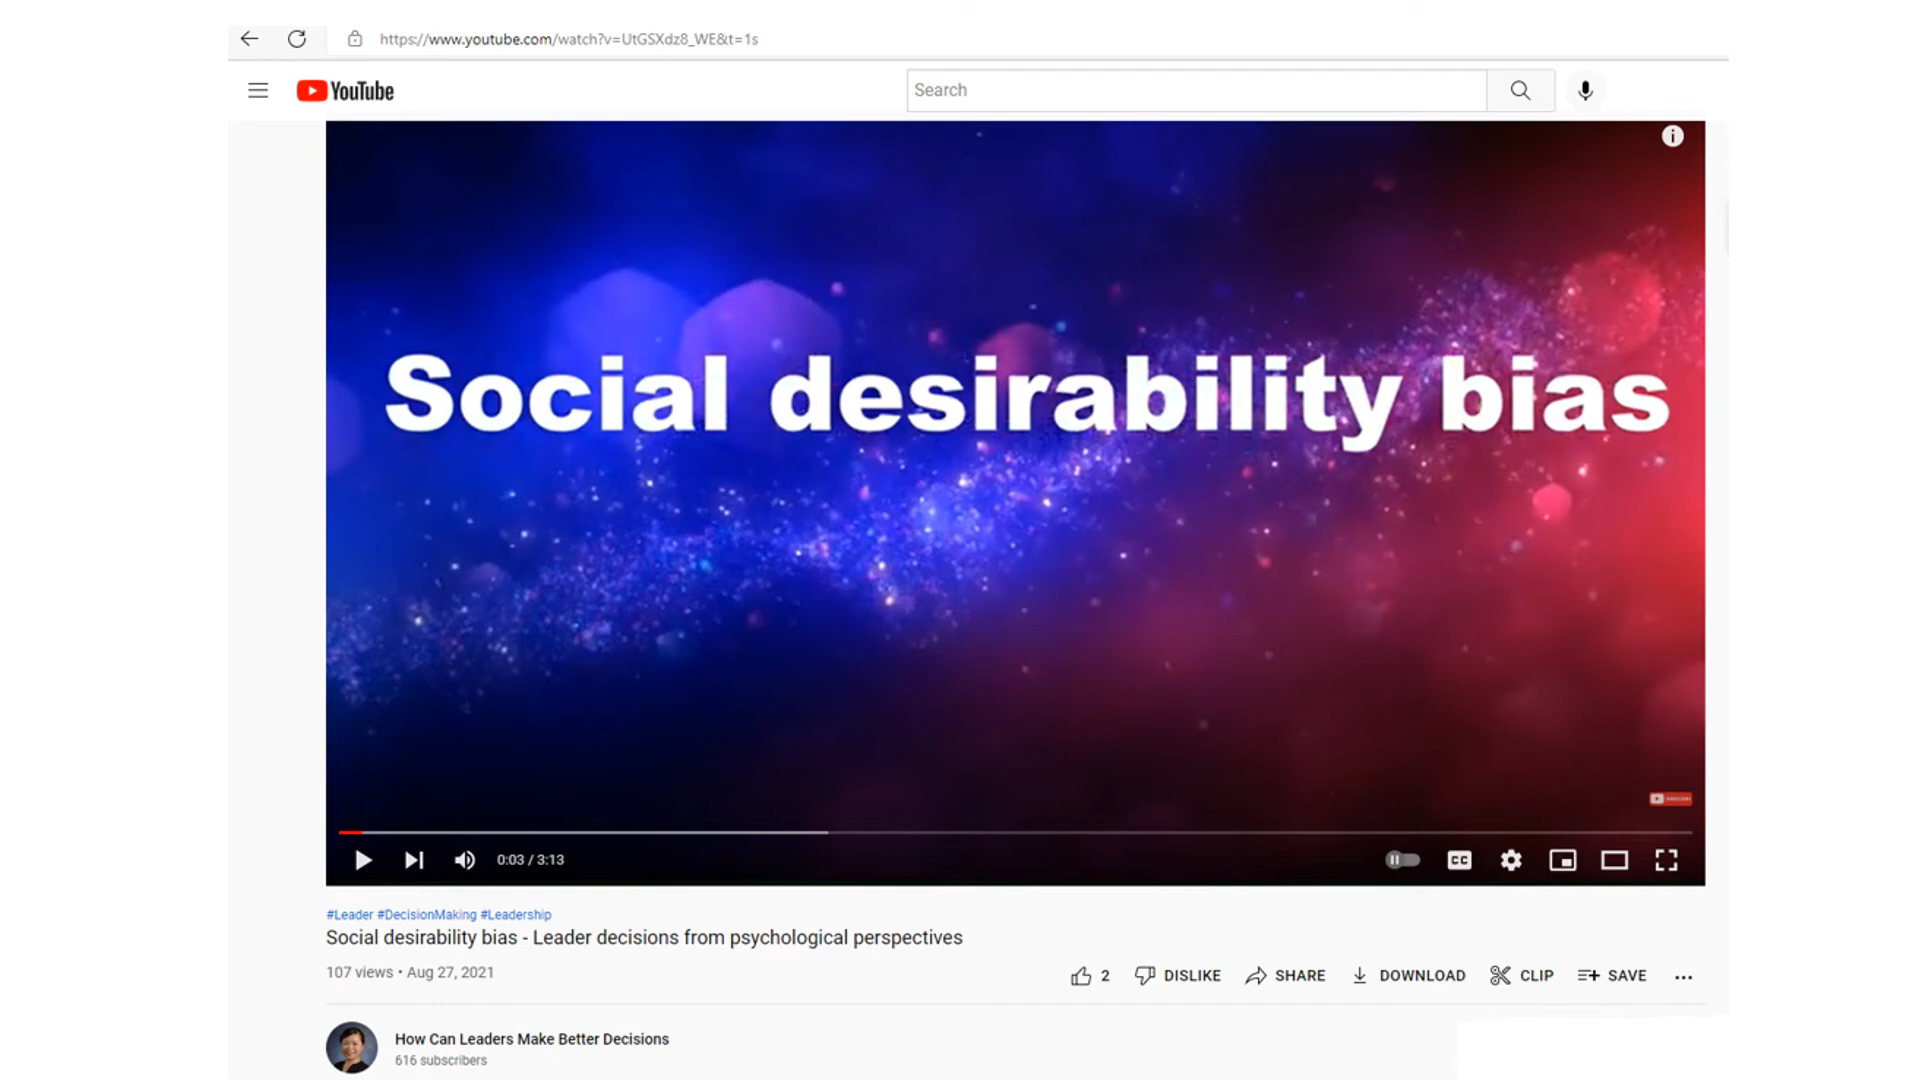 https://www.youtube.com/watch?v=UtGSXdz8_WE&t=1s
YouTube
Search
Social desirability bias
SUBSCRIBE
0:03 / 3:13
CC
#Leader #DecisionMaking #Leadership
Social desirability bias - Leader decisions from psychological perspectives
107 views • Aug 27, 2021
2 DISLIKE SHARE DOWNLOAD CLIP SAVE ...
How Can Leaders Make Better Decisions
616 subscribers